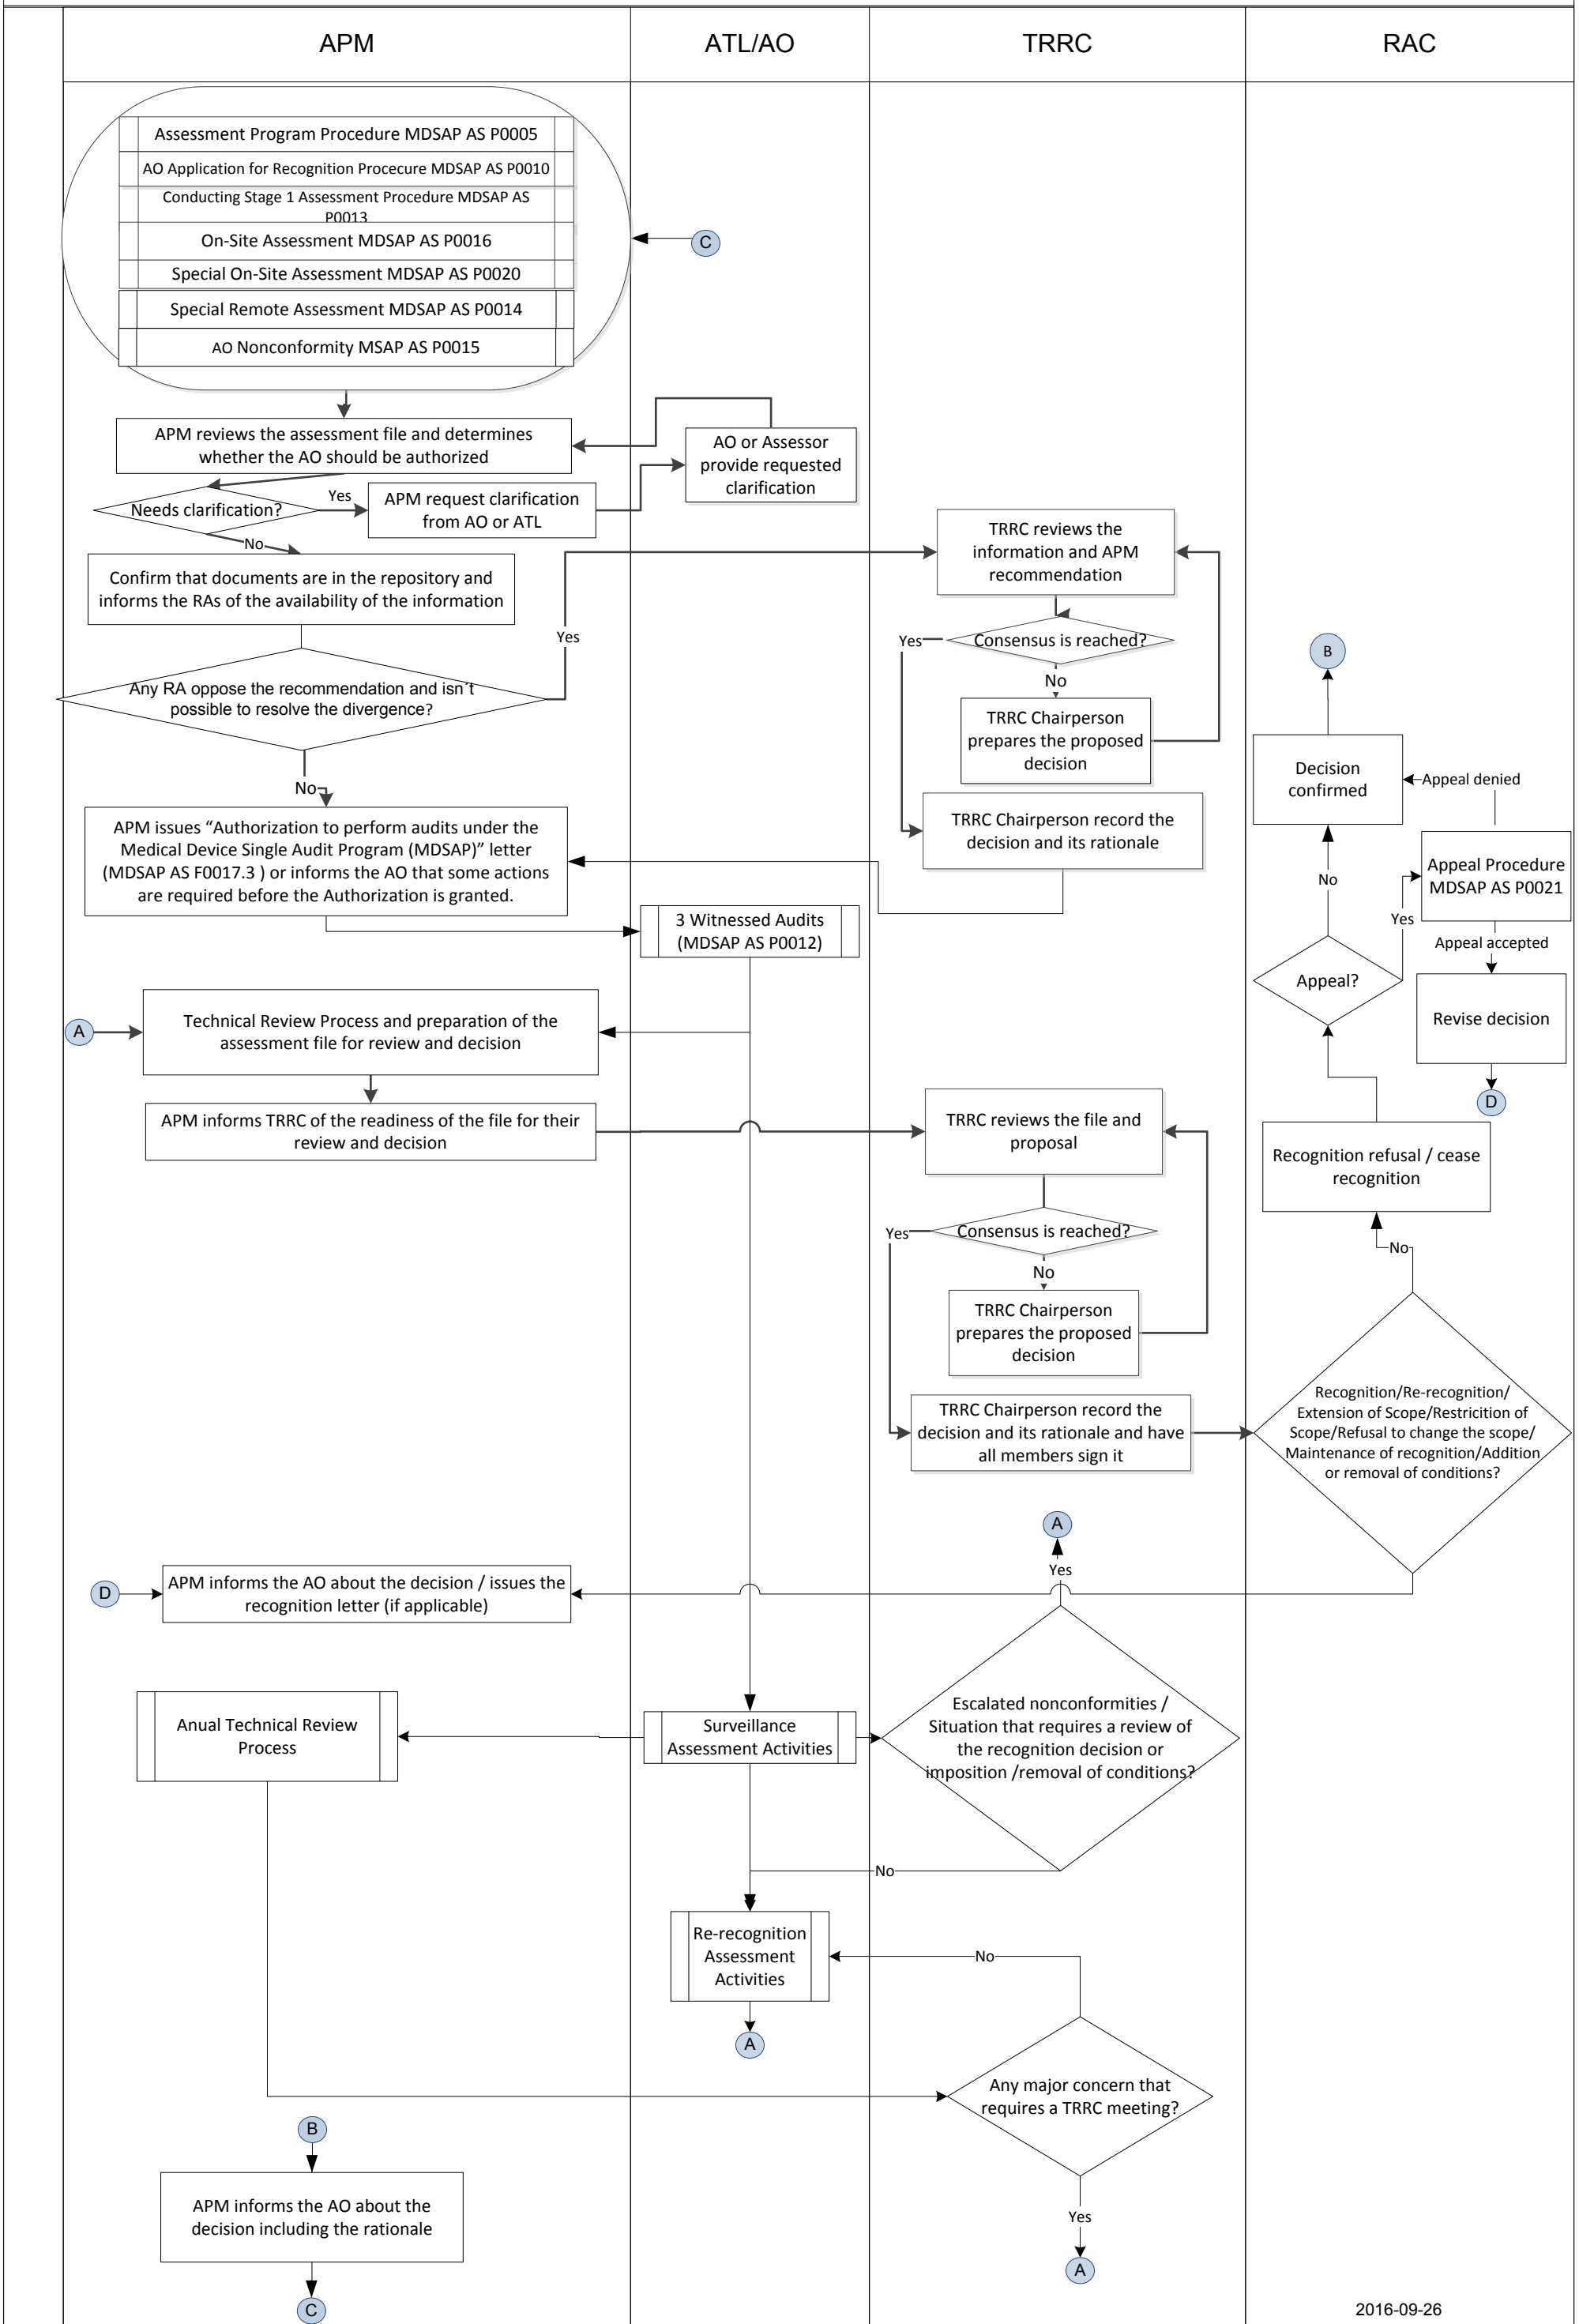 APM
ATL/AO
TRRC
RAC
Assessment Program Procedure MDSAP AS P0005
AO Application for Recognition Procecure MDSAP AS P0010
Conducting Stage 1 Assessment Procedure MDSAP AS
P0013
On-Site Assessment MDSAP AS P0016
Special On-Site Assessment MDSAP AS P0020
Special Remote Assessment MDSAP AS P0014
AO Nonconformity MSAP AS P0015
C
APM reviews the assessment file and determines
whether the AO should be authorized
AO or Assessor
provide requested
clarification
Needs clarification?
Yes
APM request clarification
from AO or ATL
No
Confirm that documents are in the repository and
informs the RAs of the availability of the information
Yes
TRRC reviews the
information and APM
recommendation
Yes
Consensus is reached?
No
B
Any RA oppose the recommendation and isn´t
possible to resolve the divergence?
TRRC Chairperson
prepares the proposed
decision
Decision
confirmed
Appeal denied
No
APM issues “Authorization to perform audits under the
Medical Device Single Audit Program (MDSAP)” letter
(MDSAP AS F0017.3 ) or informs the AO that some actions
are required before the Authorization is granted.
TRRC Chairperson record the
decision and its rationale
Appeal Procedure
MDSAP AS P0021
No
Yes
3 Witnessed Audits
(MDSAP AS P0012)
Appeal accepted
Appeal?
Revise decision
A
Technical Review Process and preparation of the
assessment file for review and decision
D
APM informs TRRC of the readiness of the file for their
review and decision
TRRC reviews the file and
proposal
Recognition refusal / cease
recognition
Yes
Consensus is reached?
No
No
TRRC Chairperson
prepares the proposed
decision
TRRC Chairperson record the
decision and its rationale and have
all members sign it
Recognition/Re-recognition/
Extension of Scope/Restricition of
Scope/Refusal to change the scope/
Maintenance of recognition/Addition
or removal of conditions?
A
Yes
D
APM informs the AO about the decision / issues the
recognition letter (if applicable)
Anual Technical Review
Process
Surveillance
Assessment Activities
Escalated nonconformities /
Situation that requires a review of
the recognition decision or
imposition /removal of conditions?
No
Re-recognition
Assessment
Activities
No
A
Any major concern that
requires a TRRC meeting?
B
APM informs the AO about the
decision including the rationale
Yes
A
C
2016-09-26